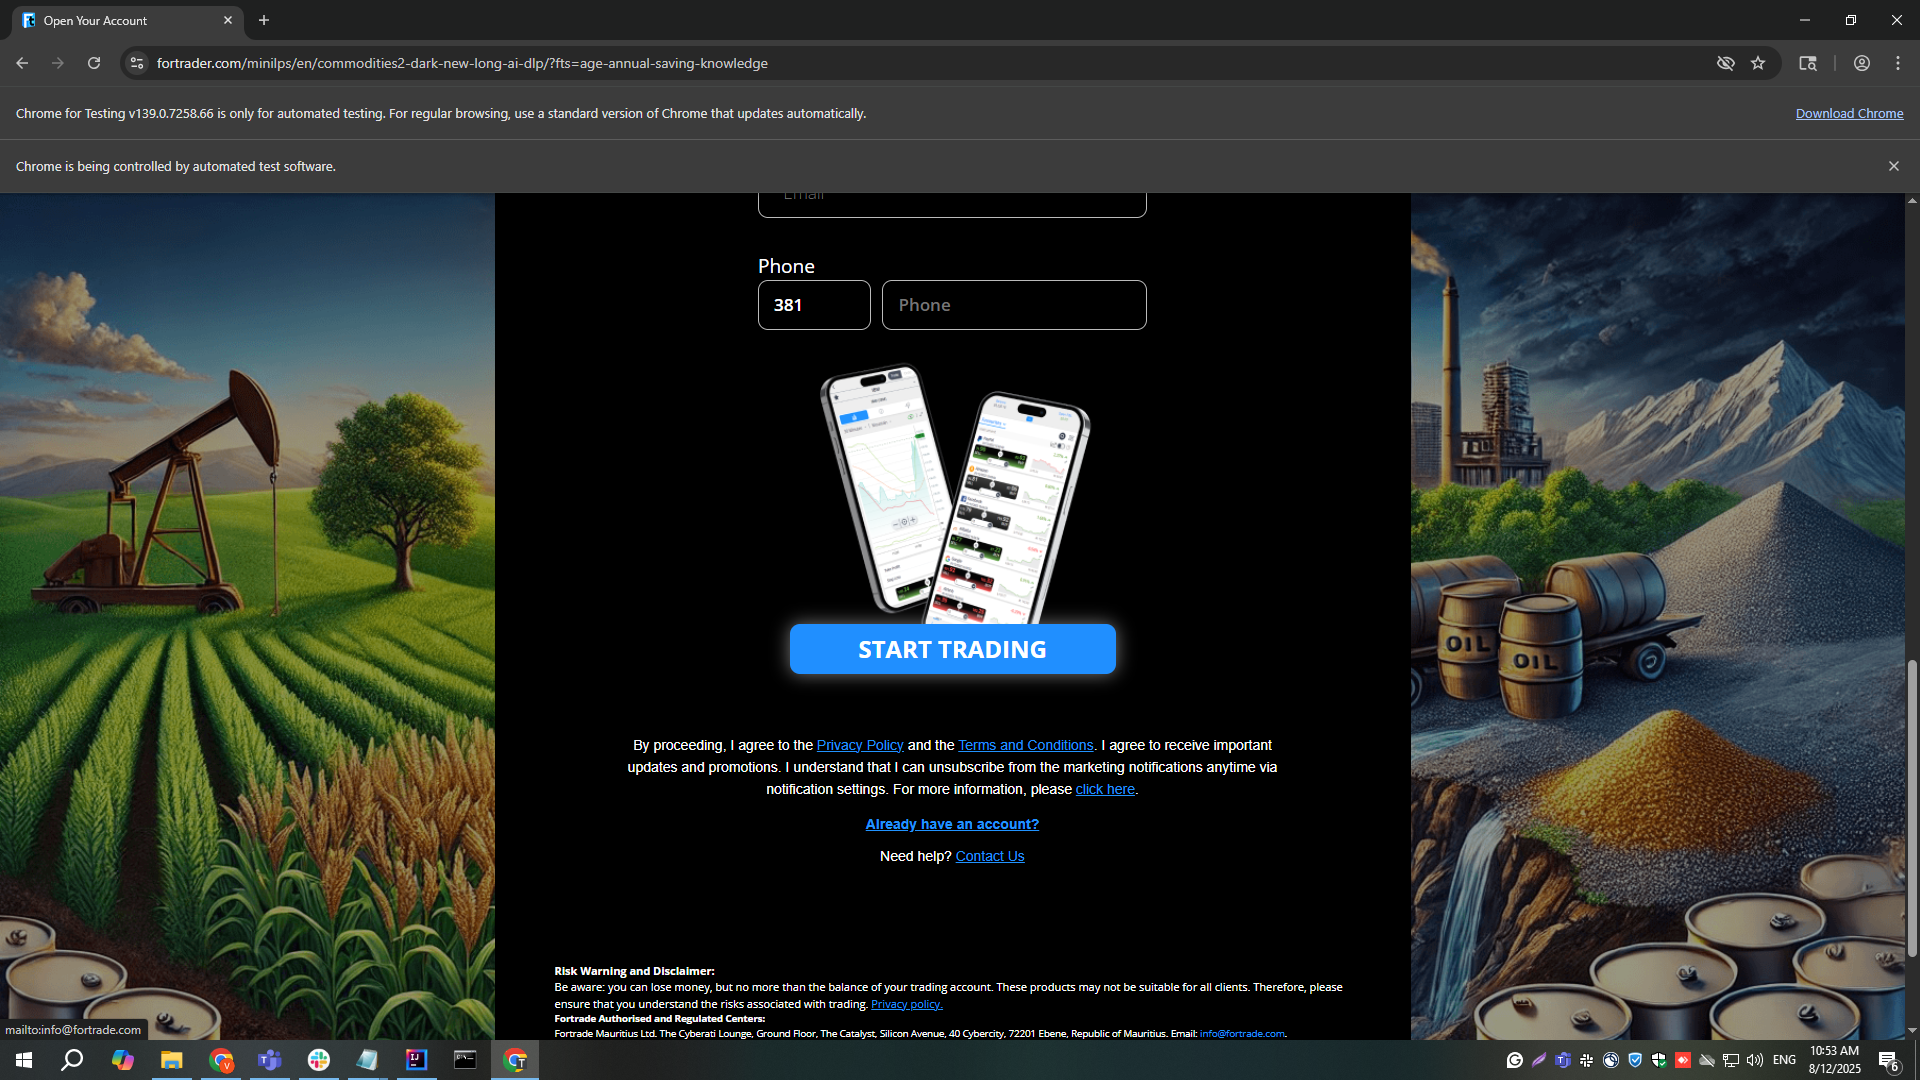 Open Your Account
fortrader.com/minilps/en/commodities2-dark-new-long-ai-dlp/?fts=age-annual-saving-knowledge
Chrome for Testing v139.0.7258.66 is only for automated testing. For regular browsing, use a standard version of Chrome that updates automatically.
Download Chrome
Chrome is being controlled by automated test software.
Email
Phone
381
Phone
START TRADING
By proceeding, I agree to the Privacy Policy and the Terms and Conditions. I agree to receive important
updates and promotions. I understand that I can unsubscribe from the marketing notifications anytime via
notification settings. For more information, please click here.
Already have an account?
Need help? Contact Us
OIL
OIL
Risk Warning and Disclaimer:
Be aware: you can lose money, but no more than the balance of your trading account. These products may not be suitable for all clients. Therefore, please
ensure that you understand the risks associated with trading. Privacy policy.
Fortrade Authorised and Regulated Centers:
Fortrade Mauritius Ltd. The Cyberati Lounge, Ground Floor, The Catalyst, Silicon Avenue, 40 Cybercity, 72201 Ebene, Republic of Mauritius. Email: info@fortrade.com.
mailto:info@fortrade.com
ENG
10:53 AM
8/12/2025
6